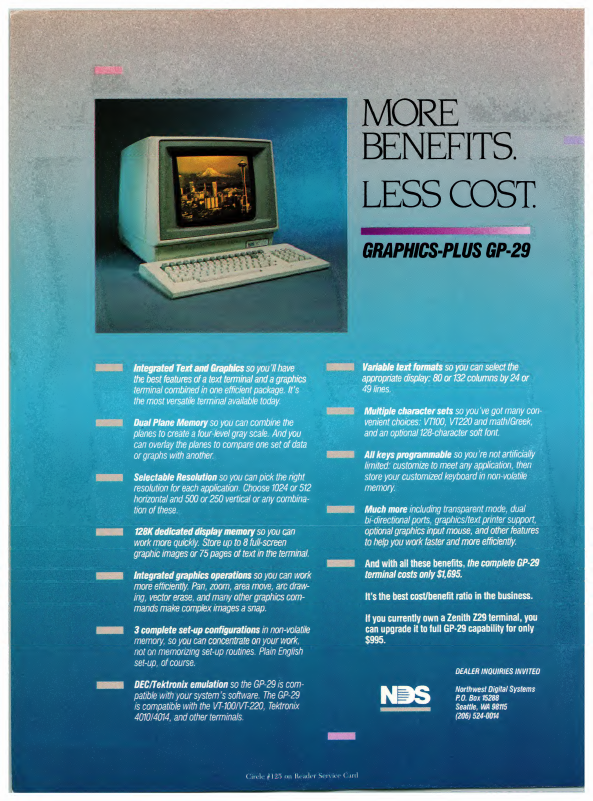 MORE
BENEFITS.
LESS COST.
GRAPHICS-PLUS GP-29
Integrated Text and Graphics so you'll have
the best features of a text terminal and a graphics
terminal combined in one efficient package. It's
the most versatile terminal available today.
Dual Plane Memory so you can combine the
planes to create a four-level gray scale. And you
can overlay the planes to compare one set of data
or graphs with another.
Selectable Resolution so you can pick the right
resolution for each application. Choose 1024 or 512
horizontal and 500 or 250 vertical or any combina-
tion of these.
128K dedicated display memory so you can
work more quickly. Store up to 8 full-screen
graphic images or 75 pages of text in the terminal.
Integrated graphics operations so you can work
more efficiently. Pan, zoom, area move, arc draw-
ing, vector erase, and many other graphics com-
mands make complex images a snap.
3 complete set-up configurations in non-volatile
memory, so you can concentrate on your work,
not on memorizing set-up routines. Plain English
set-up, of course.
DEC/Tektronix emulation so the GP-29 is com-
patible with your system's software. The GP-29
is compatible with the VT-100/VT-220, Tektronix
4010/4014, and other terminals.
Variable text formats so you can select the
appropriate display: 80 or 132 columns by 24 or
49 lines.
Multiple character sets so you've got many con-
venient choices: VT100, VT220 and math/Greek,
and an optional 128-character soft font.
All keys programmable so you're not artificially
limited: customize to meet any application, then
store your customized keyboard in non-volatile
memory.
Much more including transparent mode, dual
bi-directional ports, graphics/text printer support,
optional graphics input mouse, and other features
to help you work faster and more efficiently.
And with all these benefits, the complete GP-29
terminal costs only $1,695.
It's the best cost/benefit ratio in the business.
If you currently own a Zenith Z29 terminal, you
can upgrade it to full GP-29 capability for only
$995.
DEALER INQUIRIES INVITED
NDS
Northwest Digital Systems
P.O. Box 15288
Seattle, WA 98115
(206) 524-0014
Circle #125 on Reader Service Card